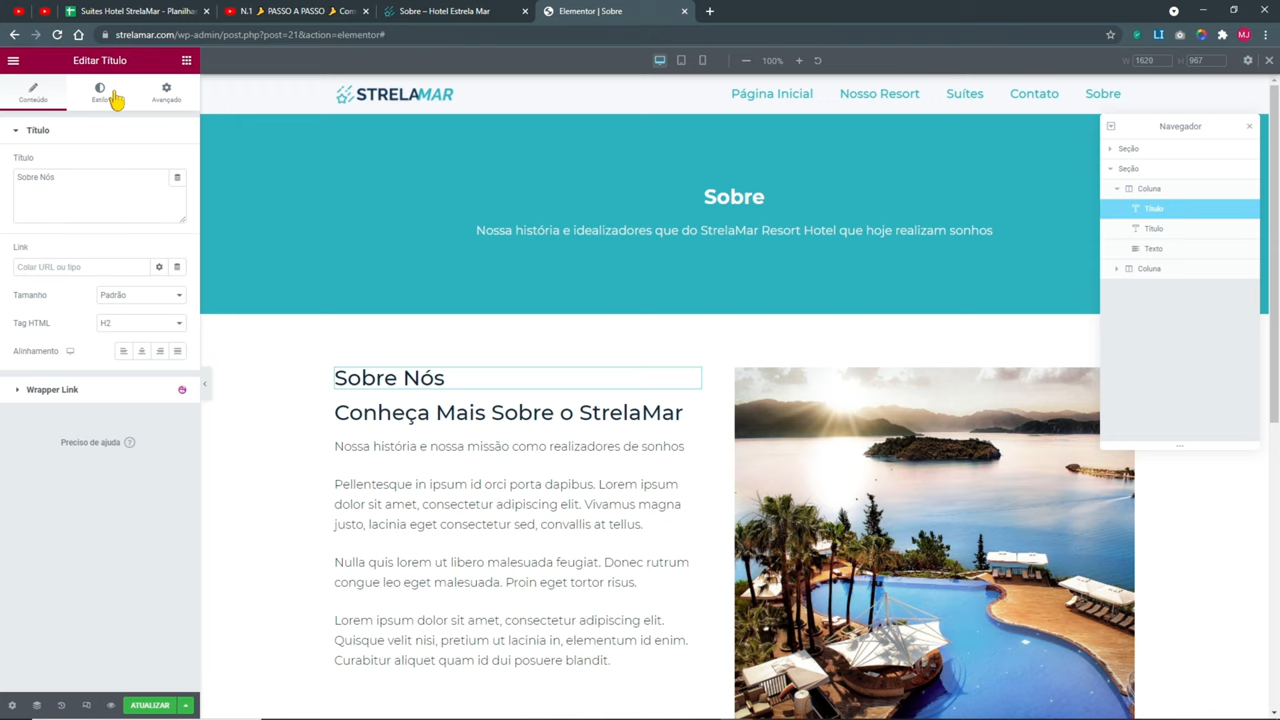 Suites Hotel StrelaMar - Planilha
N.1 🔑 PASSO A PASSO 🔑 Com
Sobre – Hotel Estrela Mar
Elementor | Sobre
strelamar.com/wp-admin/post.php?post=21&action=elementor#
MJ
Editar Título
100%
W 1620
H 967
Conteúdo
Estilo
Avançado
STRELAMAR
Página Inicial
Nosso Resort
Suítes
Contato
Sobre
Título
Título
Sobre Nós
Link
Colar URL ou tipo
Tamanho
Padrão
Tag HTML
H2
Alinhamento
Wrapper Link
Preciso de ajuda
ATUALIZAR
Sobre
Nossa história e idealizadores que do StrelaMar Resort Hotel que hoje realizam sonhos
Sobre Nós
Conheça Mais Sobre o StrelaMar
Nossa história e nossa missão como realizadores de sonhos
Pellentesque in ipsum id orci porta dapibus. Lorem ipsum
dolor sit amet, consectetur adipiscing elit. Vivamus magna
justo, lacinia eget consectetur sed, convallis at tellus.
Nulla quis lorem ut libero malesuada feugiat. Donec rutrum
congue leo eget malesuada. Proin eget tortor risus.
Lorem ipsum dolor sit amet, consectetur adipiscing elit.
Quisque velit nisi, pretium ut lacinia in, elementum id enim.
Curabitur aliquet quam id dui posuere blandit.
Navegador
Seção
Seção
Coluna
Título
Título
Texto
Coluna